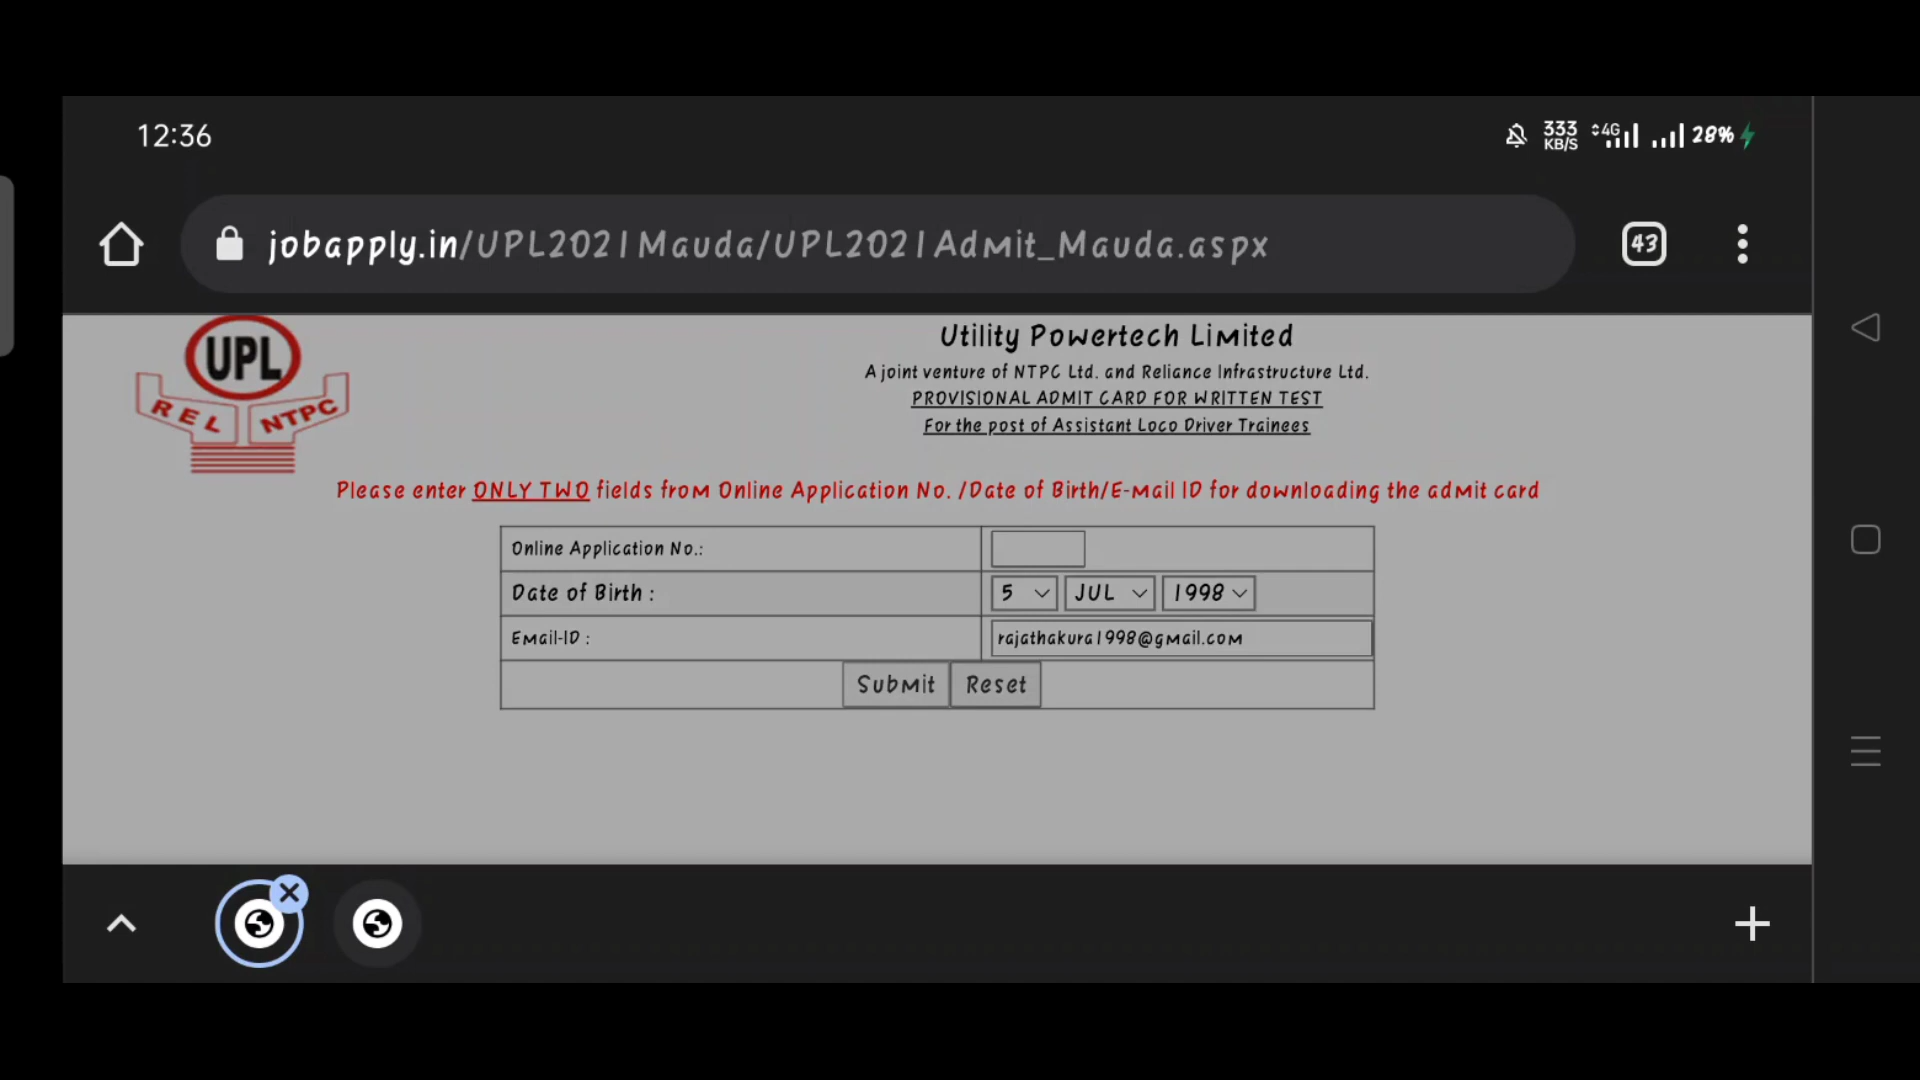 12:36
333 KB/S 4G 28%
jobapply.in/UPL2021Mauda/UPL2021Admit_Mauda.aspx
43
UPL
REL NTPC
Utility Powertech Limited
A joint venture of NTPC Ltd. and Reliance Infrastructure Ltd.
PROVISIONAL ADMIT CARD FOR WRITTEN TEST
For the post of Assistant Loco Driver Trainees
Please enter ONLY TWO fields from Online Application No. /Date of Birth/E-mail ID for downloading the admit card
Online Application No.:
Date of Birth : 5 JUL 1998
Email-ID : rajathakura1998@gmail.com
Submit Reset